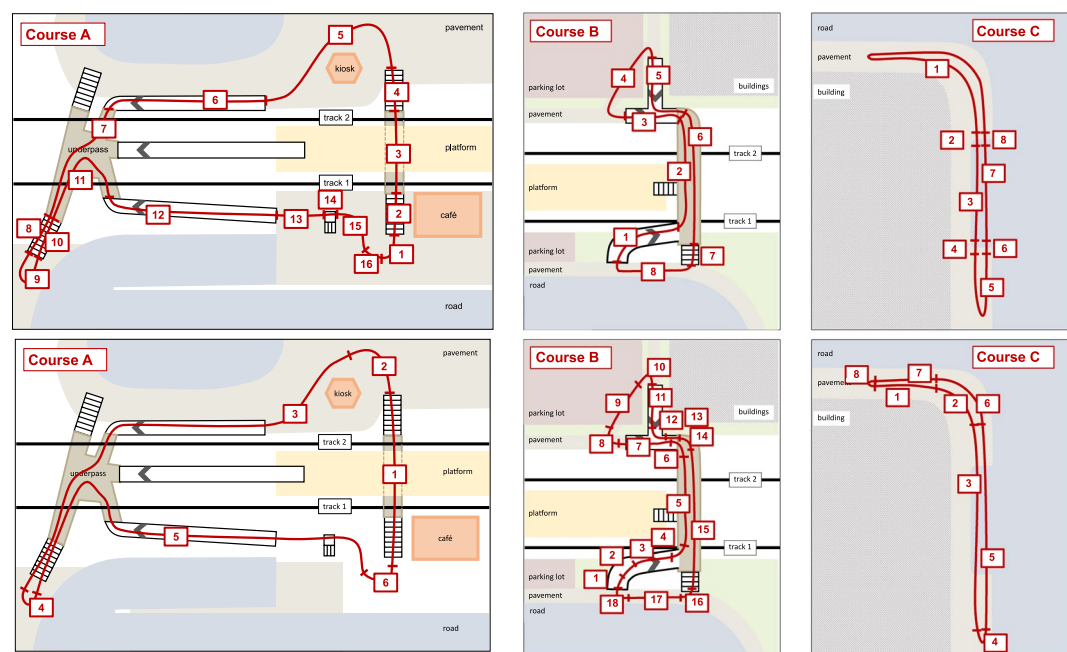 Course A
pavement
5
kiosk
6
4
track 2
7
underpass
3
platform
11
track 1
12
13
14
15
2
café
8
10
16
1
9
road
Course B
4
5
parking lot
buildings
pavement
3
6
track 2
2
platform
track 1
1
parking lot
7
pavement
8
road
road
Course C
pavement
1
building
2
8
7
3
4
6
5
Course A
pavement
2
kiosk
3
track 2
underpass
1
platform
track 1
5
café
4
6
road
Course B
10
9
11
parking lot
12
13
buildings
pavement
8
7
14
6
track 2
5
platform
15
4
3
track 1
2
1
parking lot
pavement
18
17
16
road
road
Course C
8
7
pavement
1
2
6
building
3
5
4